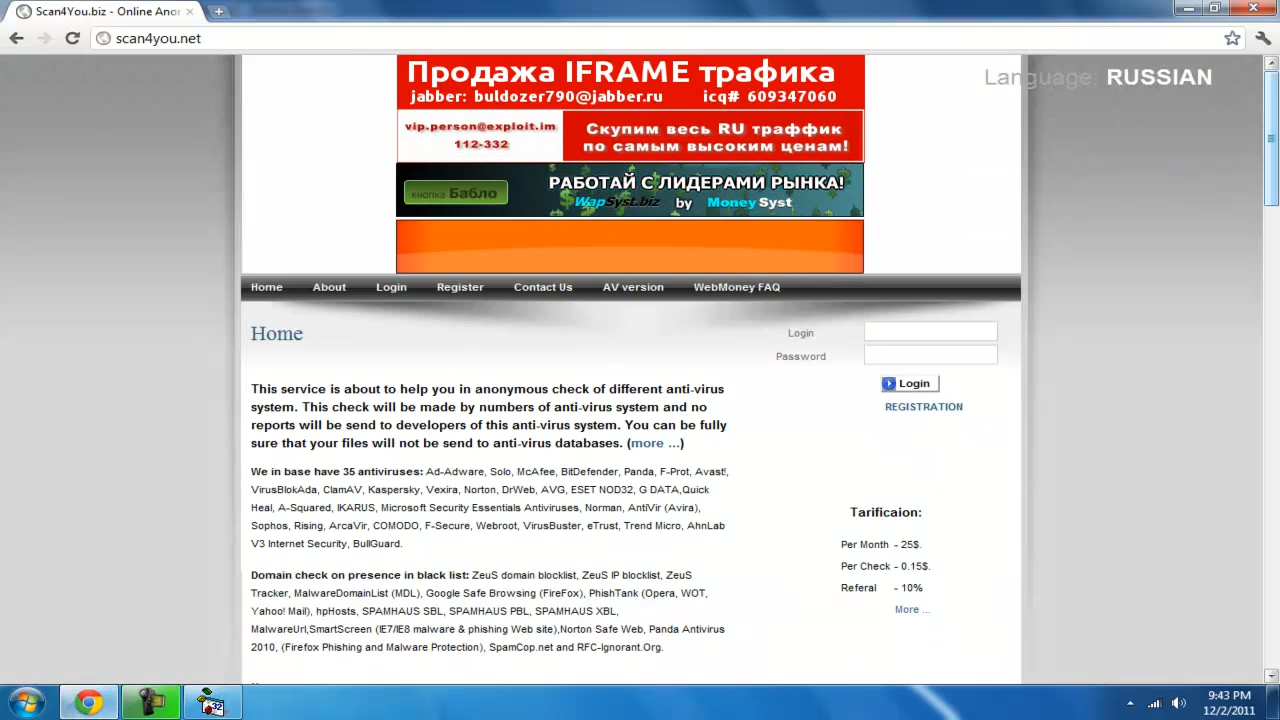 Scan4You.biz - Online Anor
scan4you.net
Продажа IFRAME трафика
jabber: buldozer790@jabber.ru icq# 609347060
vip.person@exploit.im
112-332
Скупим весь RU траффик
по самым высоким ценам!
кнопка Бабло
РАБОТАЙ С ЛИДЕРАМИ РЫНКА!
WapSyst.biz by MoneySyst
Language: RUSSIAN
Home About Login Register Contact Us AV version WebMoney FAQ
Home
This service is about to help you in anonymous check of different anti-virus
system. This check will be made by numbers of anti-virus system and no
reports will be send to developers of this anti-virus system. You can be fully
sure that your files will not be send to anti-virus databases. (more ...)
We in base have 35 antiviruses: Ad-Adware, Solo, McAfee, BitDefender, Panda, F-Prot, Avast!,
VirusBlokAda, ClamAV, Kaspersky, Vexira, Norton, DrWeb, AVG, ESET NOD32, G DATA,Quick
Heal, A-Squared, IKARUS, Microsoft Security Essentials Antiviruses, Norman, AntiVir (Avira),
Sophos, Rising, ArcaVir, COMODO, F-Secure, Webroot, VirusBuster, eTrust, Trend Micro, AhnLab
V3 Internet Security, BullGuard.
Domain check on presence in black list: ZeuS domain blocklist, ZeuS IP blocklist, ZeuS
Tracker, MalwareDomainList (MDL), Google Safe Browsing (FireFox), PhishTank (Opera, WOT,
Yahoo! Mail), hpHosts, SPAMHAUS SBL, SPAMHAUS PBL, SPAMHAUS XBL,
MalwareUrl,SmartScreen (IE7/IE8 malware & phishing Web site),Norton Safe Web, Panda Antivirus
2010, (Firefox Phishing and Malware Protection), SpamCop.net and RFC-Ignorant.Org.
Login
Password
Login
REGISTRATION
Tarificaion:
Per Month - 25$.
Per Check - 0.15$.
Referal - 10%
More ...
32
9:43 PM
12/2/2011